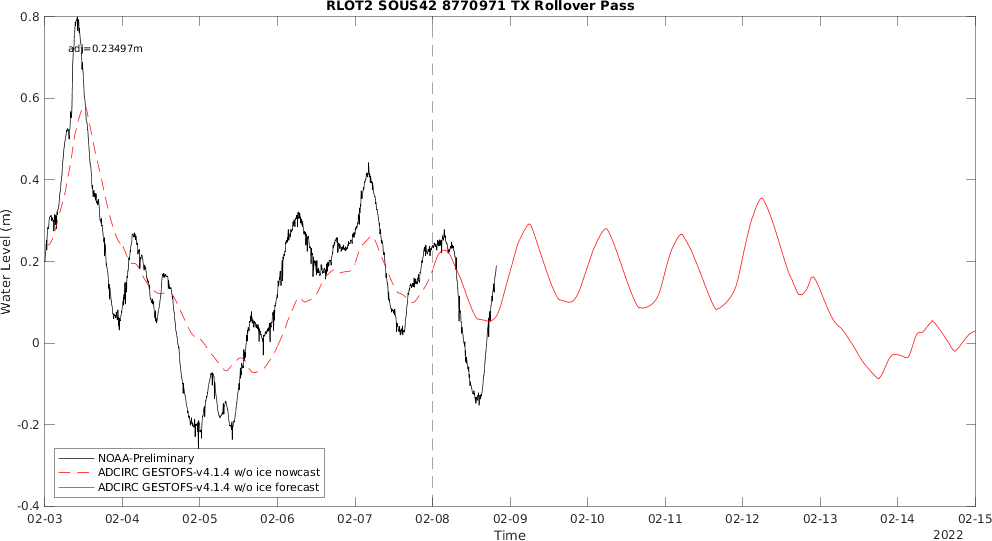 RLOT2 SOUS42 8770971 TX Rollover Pass
adj=0.23497m
0.8
0.6
0.4
0.2
0
-0.2
-0.4
Water Level (m)
NOAA-Preliminary
ADCIRC GESTOFS-v4.1.4 w/o ice nowcast
ADCIRC GESTOFS-v4.1.4 w/o ice forecast
02-03 02-04 02-05 02-06 02-07 02-08 02-09 02-10 02-11 02-12 02-13 02-14 02-15
Time
2022